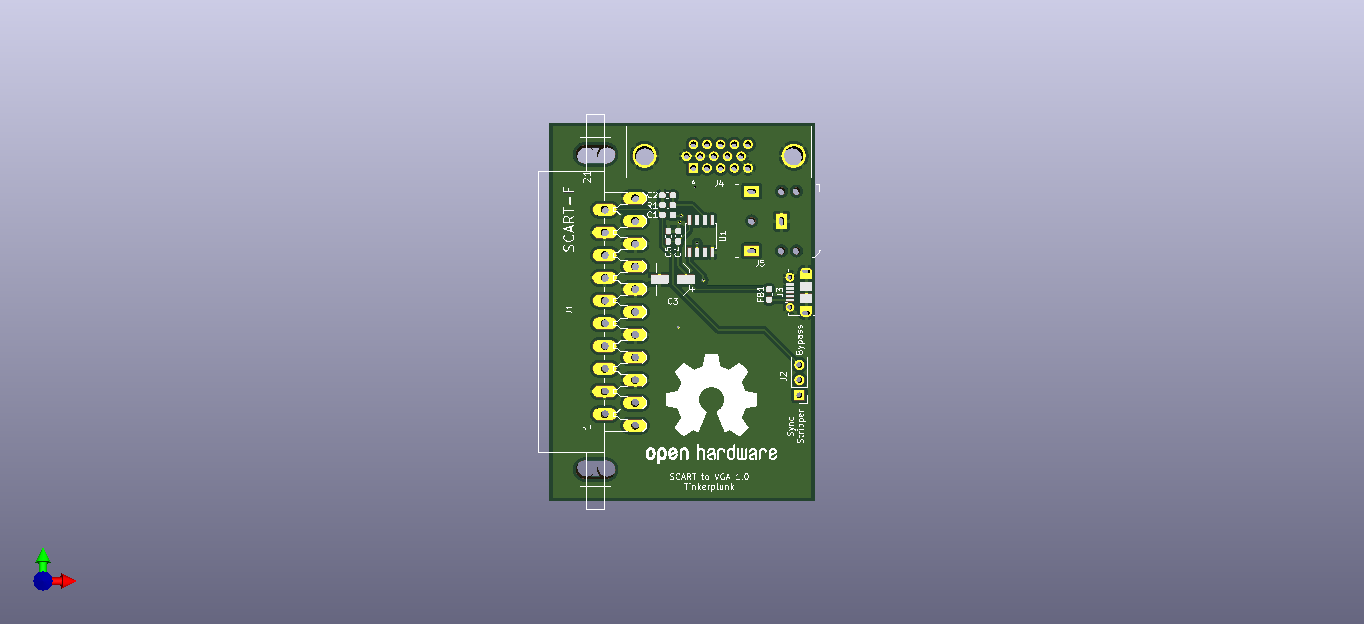 21
SCART-F
C2
R1
C1
J4
U1
C5
C4
J5
C3
FB1
J3
J1
Bypass
J2
Sync
Stripper
open hardware
SCART to VGA 1.0
Tinkerplunk